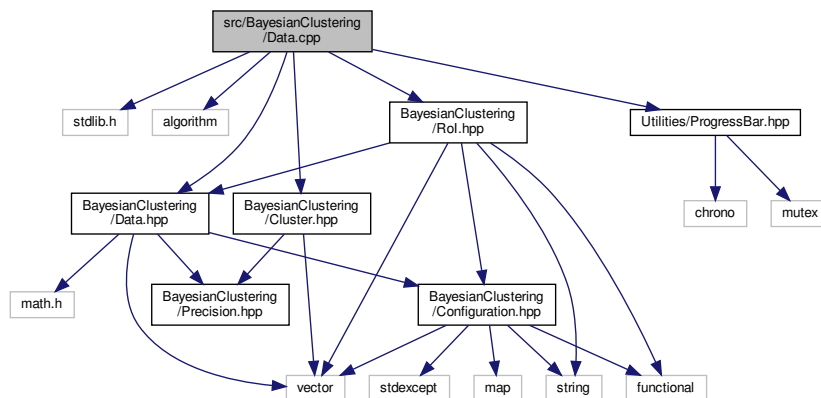 src/BayesianClustering
/Data.cpp
stdlib.h
algorithm
BayesianClustering
/RoI.hpp
Utilities/ProgressBar.hpp
BayesianClustering
/Data.hpp
BayesianClustering
/Cluster.hpp
chrono
mutex
math.h
BayesianClustering
/Precision.hpp
BayesianClustering
/Configuration.hpp
vector
stdexcept
map
string
functional